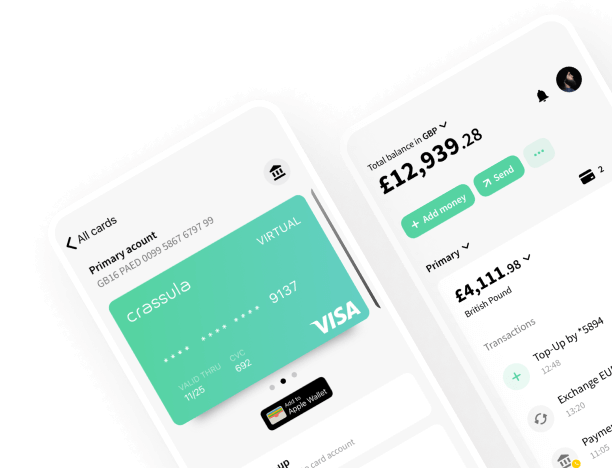 All cards
Primary acount
GB16 PAED 0099 5867 6797 99
crassula
VIRTUAL
•••• •••• •••• 9137
VALID THRU
11/25
CVC
692
VISA
Add to
Apple Wallet
up
card account
Total balance in GBP
£12,939.28
+ Add money
Send
2
Primary
£4,111.98
British Pound
Transactions
Top-Up by *5894
12:48
Exchange EU
13:20
Payme
11:05